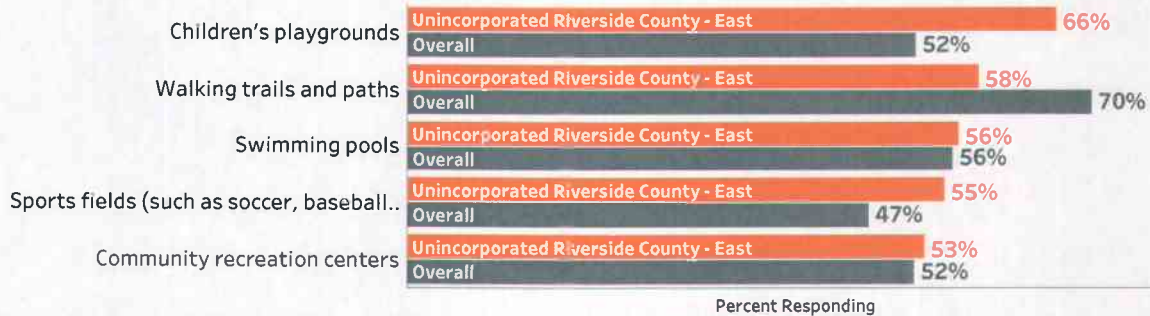 Children's playgrounds
Unincorporated Riverside County - East 66%
Overall 52%
Walking trails and paths
Unincorporated Riverside County - East 58%
Overall 70%
Swimming pools
Unincorporated Riverside County - East 56%
Overall 56%
Sports fields (such as soccer, baseball..
Unincorporated Riverside County - East 55%
Overall 47%
Community recreation centers
Unincorporated Riverside County - East 53%
Overall 52%
Percent Responding